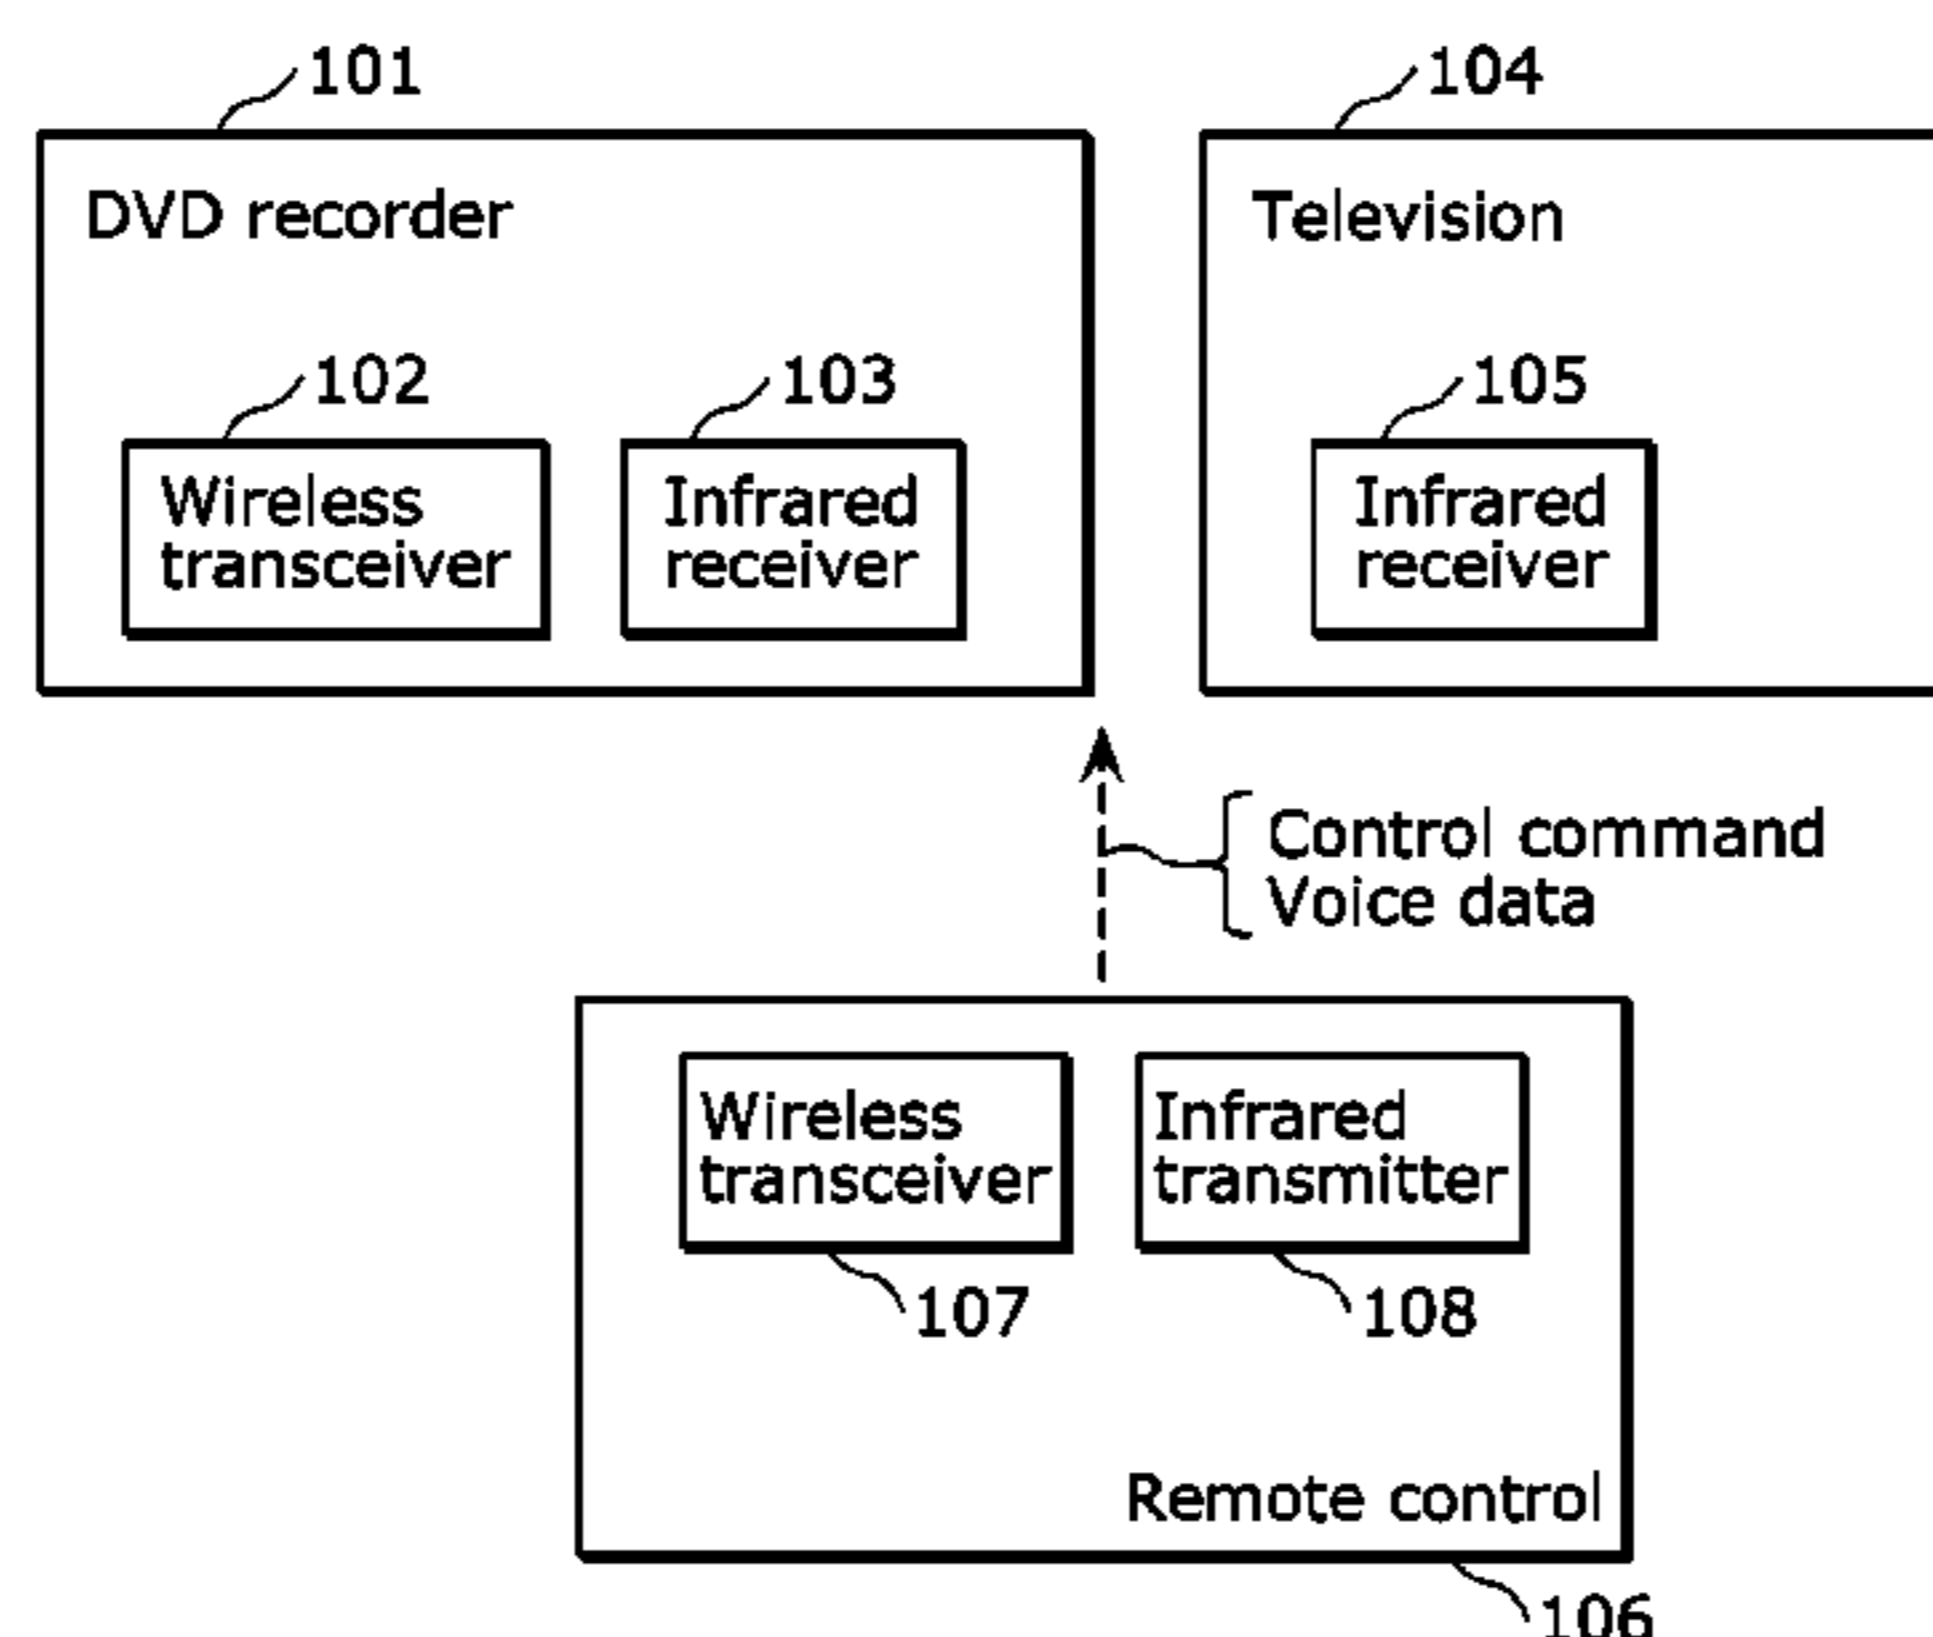 101
104
DVD recorder
Television
102
103
105
Wireless
transceiver
Infrared
receiver
Infrared
receiver
Control command
Voice data
Wireless
transceiver
Infrared
transmitter
107
108
Remote control
106